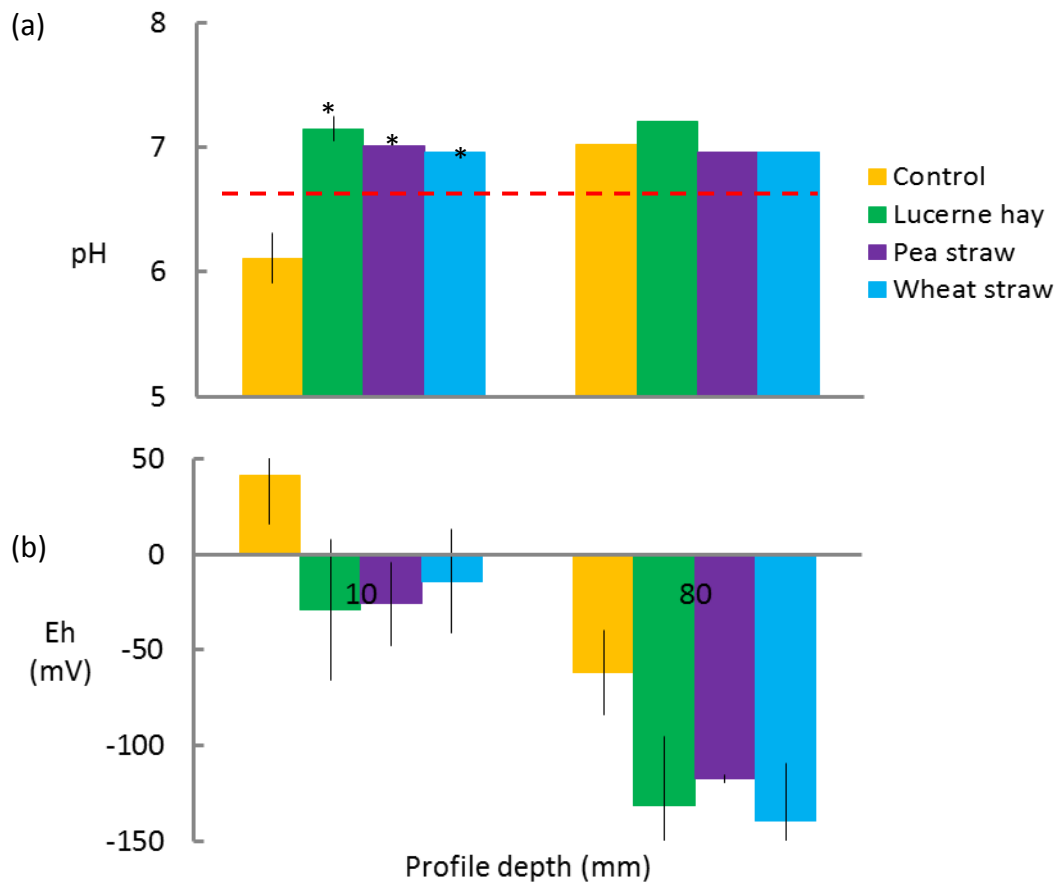 (a)
8
7
pH
6
5
* * *
Control
Lucerne hay
Pea straw
Wheat straw
(b)
50
0
10 80
Eh
(mV)
-50
-100
-150
Profile depth (mm)